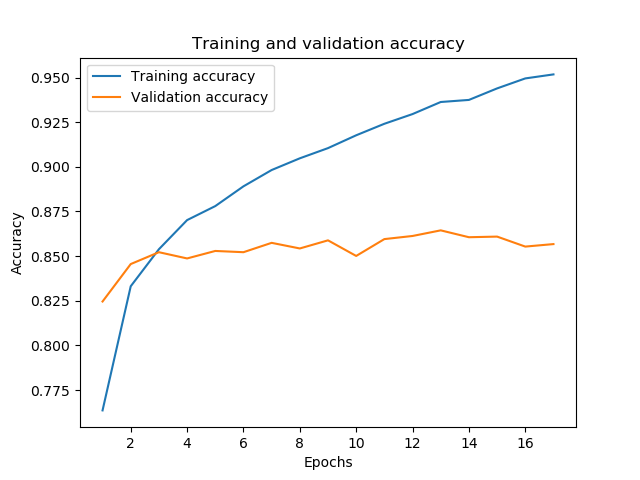 Training and validation accuracy
Training accuracy
Validation accuracy
0.950
0.925
0.900
0.875
0.850
0.825
0.800
0.775
Accuracy
2 4 6 8 10 12 14 16
Epochs